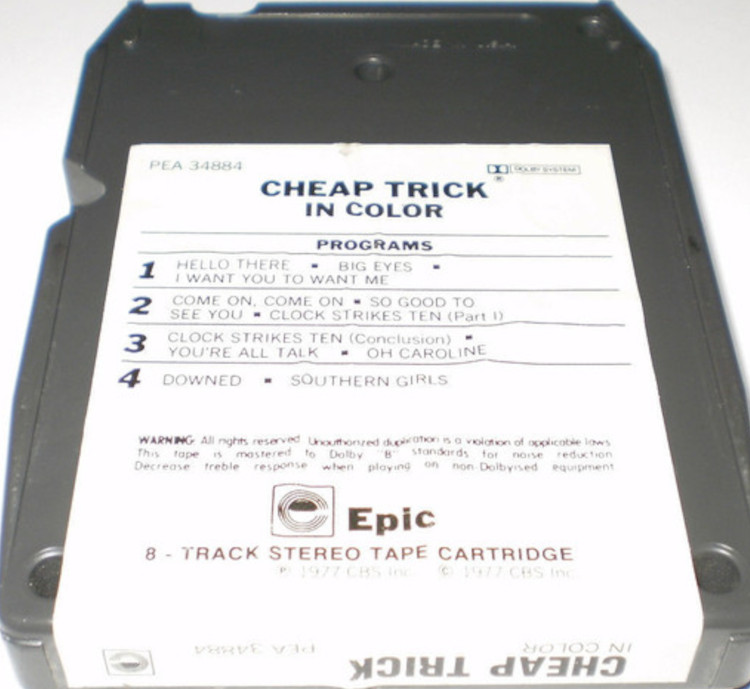 MADE IN U.S.A.
PEA 34884
DOLBY SYSTEM
®
CHEAP TRICK
IN COLOR
PROGRAMS
1 HELLO THERE ▪ BIG EYES ▪
I WANT YOU TO WANT ME
2 COME ON, COME ON ▪ SO GOOD TO
SEE YOU ▪ CLOCK STRIKES TEN (Part I)
3 CLOCK STRIKES TEN (Conclusion) ▪
YOU'RE ALL TALK ▪ OH CAROLINE
4 DOWNED ▪ SOUTHERN GIRLS
WARNING: All rights reserved. Unauthorized duplication is a violation of applicable laws.
This tape is mastered to Dolby "B" standards for noise reduction
Decrease treble response when playing on non-Dolbyised equipment
Epic
8 - TRACK STEREO TAPE CARTRIDGE
℗ 1977 CBS Inc. © 1977 CBS Inc.
CHEAP TRICK
IN COLOR
PEA 34884